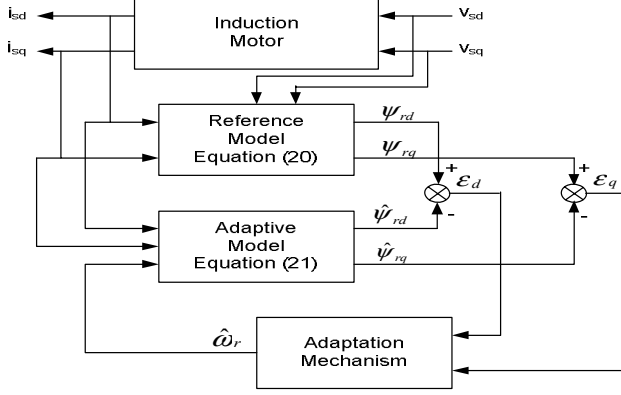 isd
Induction
Motor
vsd
isq
vsq
Reference
Model
Equation (20)
ψrd
ψrq
+
+
εd
εq
-
-
Adaptive
Model
Equation (21)
ψ̂rd
ψ̂rq
ω̂r
Adaptation
Mechanism